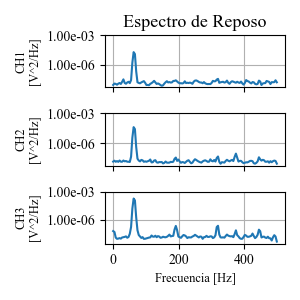 Espectro de Reposo
CH1
[V^2/Hz]
1.00e-03
1.00e-06
CH2
[V^2/Hz]
1.00e-03
1.00e-06
CH3
[V^2/Hz]
1.00e-03
1.00e-06
0
200
400
Frecuencia [Hz]